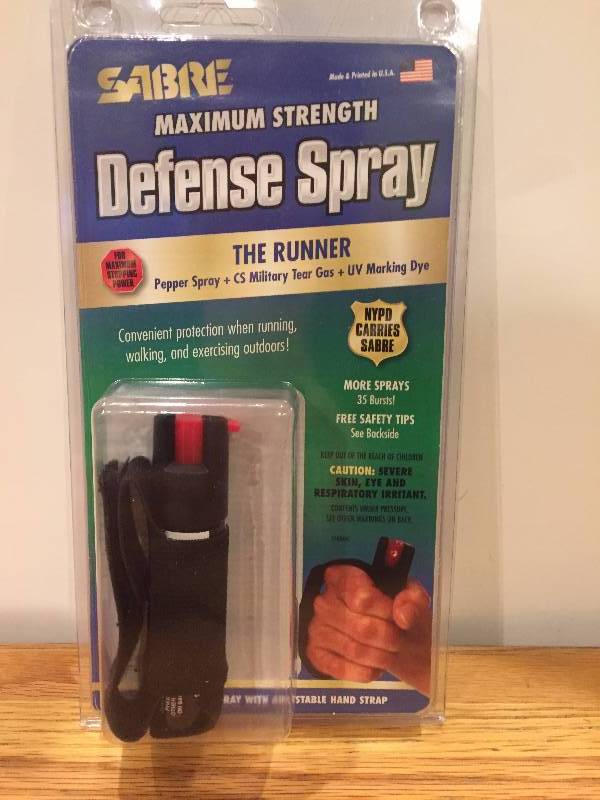 SABRE
Made & Printed in U.S.A.
MAXIMUM STRENGTH
Defense Spray
THE RUNNER
Pepper Spray + CS Military Tear Gas + UV Marking Dye
FOR
MAXIMUM
STOPPING
POWER
NYPD
CARRIES
SABRE
Convenient protection when running,
walking, and exercising outdoors!
MORE SPRAYS
35 Bursts!
FREE SAFETY TIPS
See Backside
KEEP OUT OF THE REACH OF CHILDREN
CAUTION: SEVERE
SKIN, EYE AND
RESPIRATORY IRRITANT.
CONTENTS UNDER PRESSURE.
SEE OTHER WARNINGS ON BACK.
RAY WITH ADJUSTABLE HAND STRAP